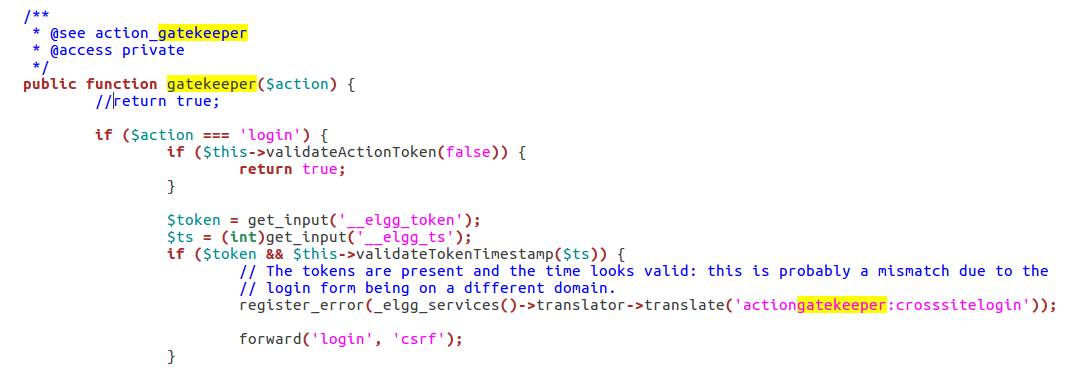 /**
 * @see action_gatekeeper
 * @access private
 */
public function gatekeeper($action) {
        //return true;

        if ($action === 'login') {
                if ($this->validateActionToken(false)) {
                        return true;
                }

                $token = get_input('__elgg_token');
                $ts = (int)get_input('__elgg_ts');
                if ($token && $this->validateTokenTimestamp($ts)) {
                        // The tokens are present and the time looks valid: this is probably a mismatch due to the
                        // login form being on a different domain.
                        register_error(_elgg_services()->translator->translate('actiongatekeeper:crosssitelogin'));

                        forward('login', 'csrf');
                }